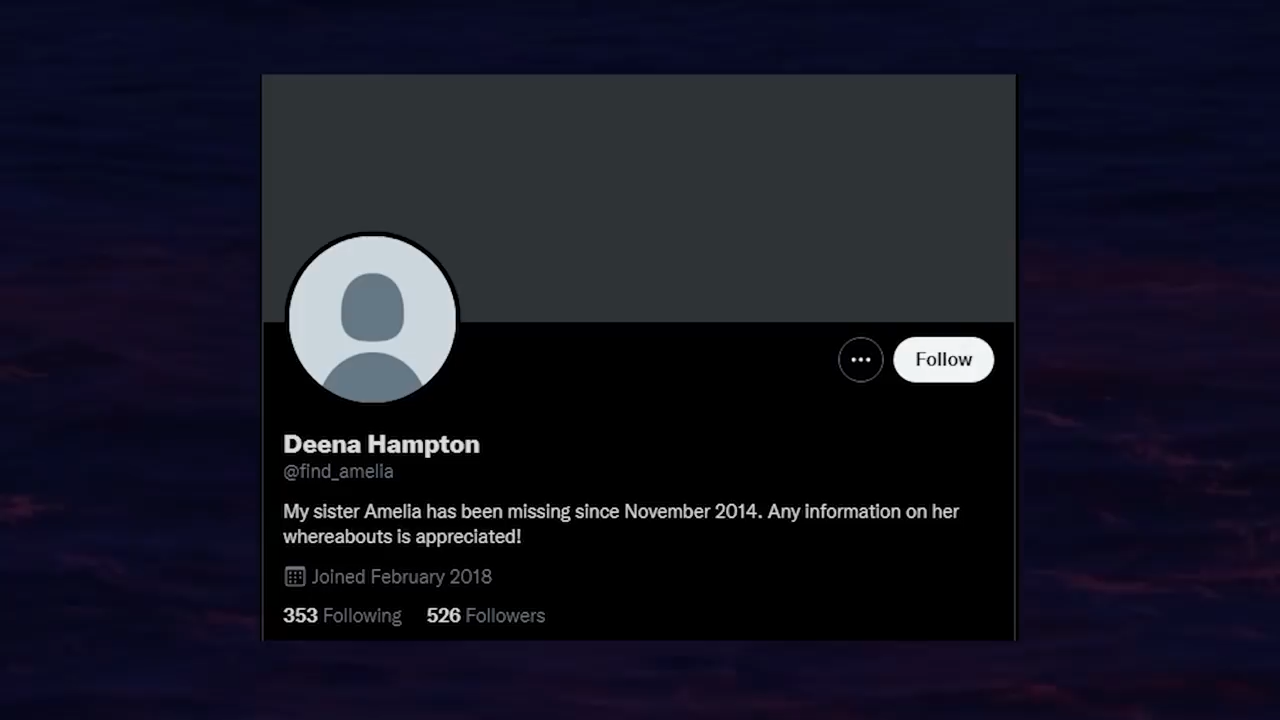 Follow
Deena Hampton
@find_amelia
My sister Amelia has been missing since November 2014. Any information on her
whereabouts is appreciated!
Joined February 2018
353 Following 526 Followers